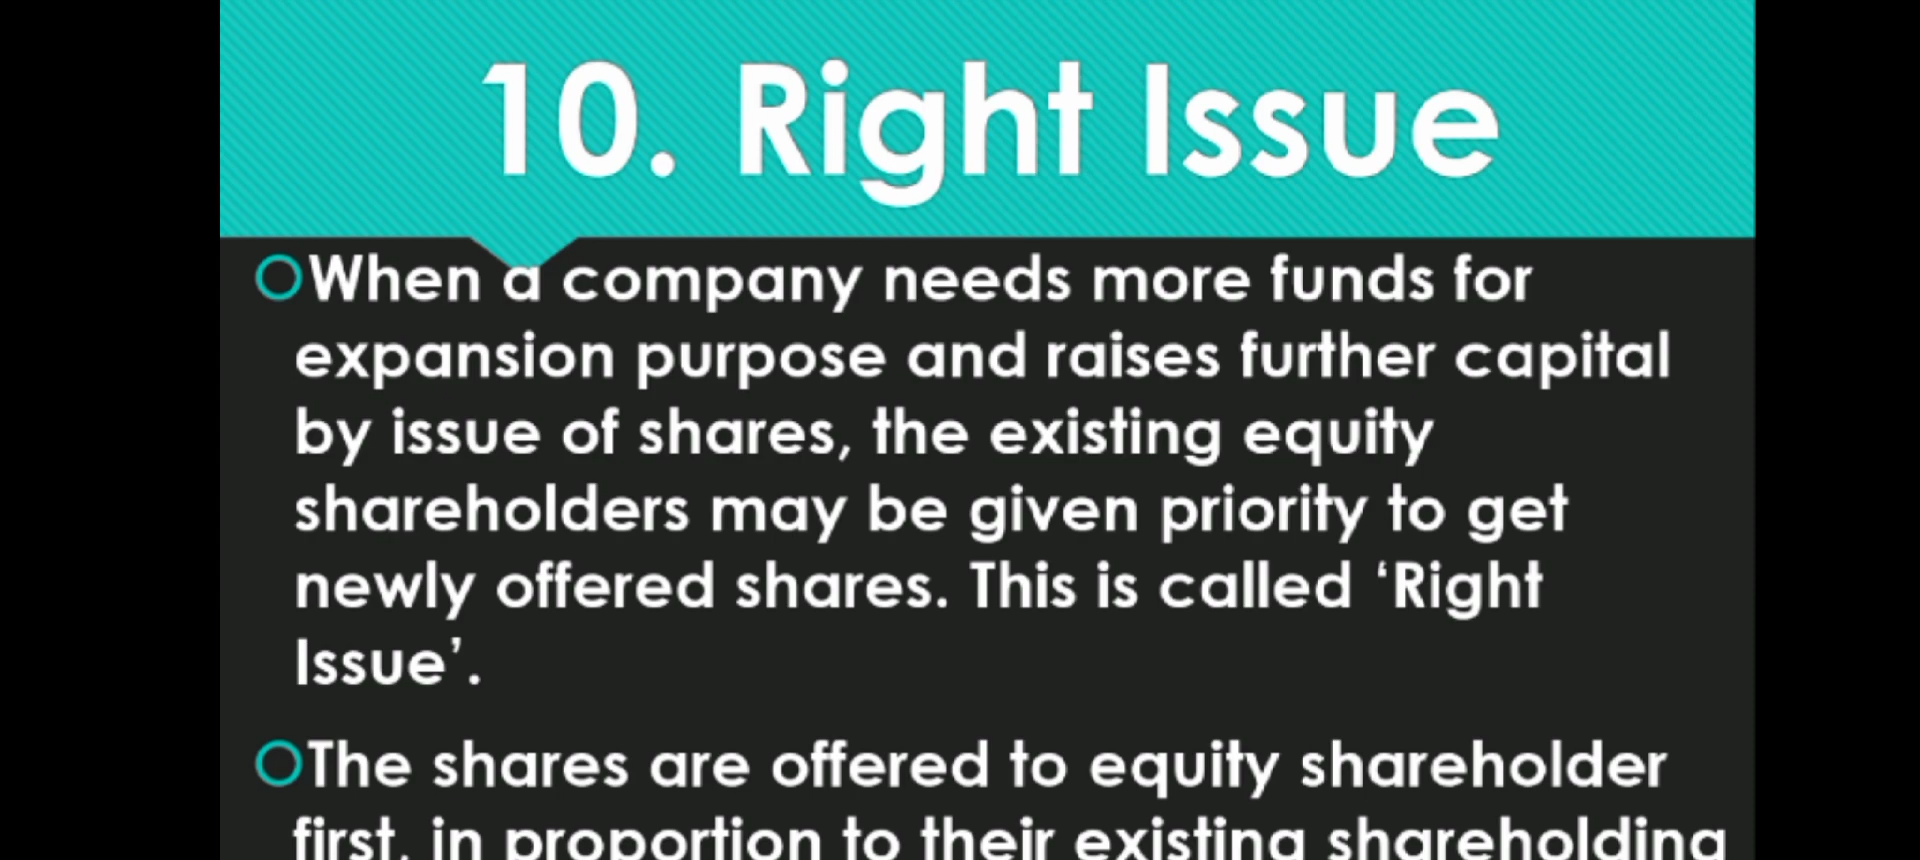 10. Right Issue
When a company needs more funds for
expansion purpose and raises further capital
by issue of shares, the existing equity
shareholders may be given priority to get
newly offered shares. This is called ‘Right
Issue’.
The shares are offered to equity shareholder
first, in proportion to their existing shareholding